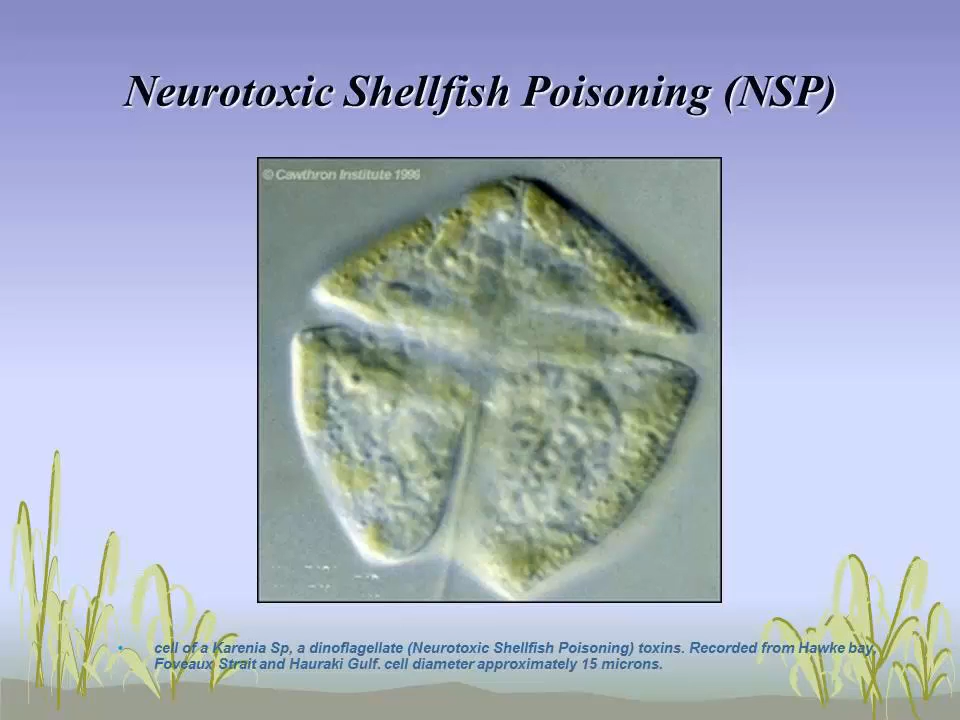 Neurotoxic Shellfish Poisoning (NSP)
© Cawthron Institute 1996
• cell of a Karenia Sp, a dinoflagellate (Neurotoxic Shellfish Poisoning) toxins. Recorded from Hawke bay,
Foveaux Strait and Hauraki Gulf. cell diameter approximately 15 microns.